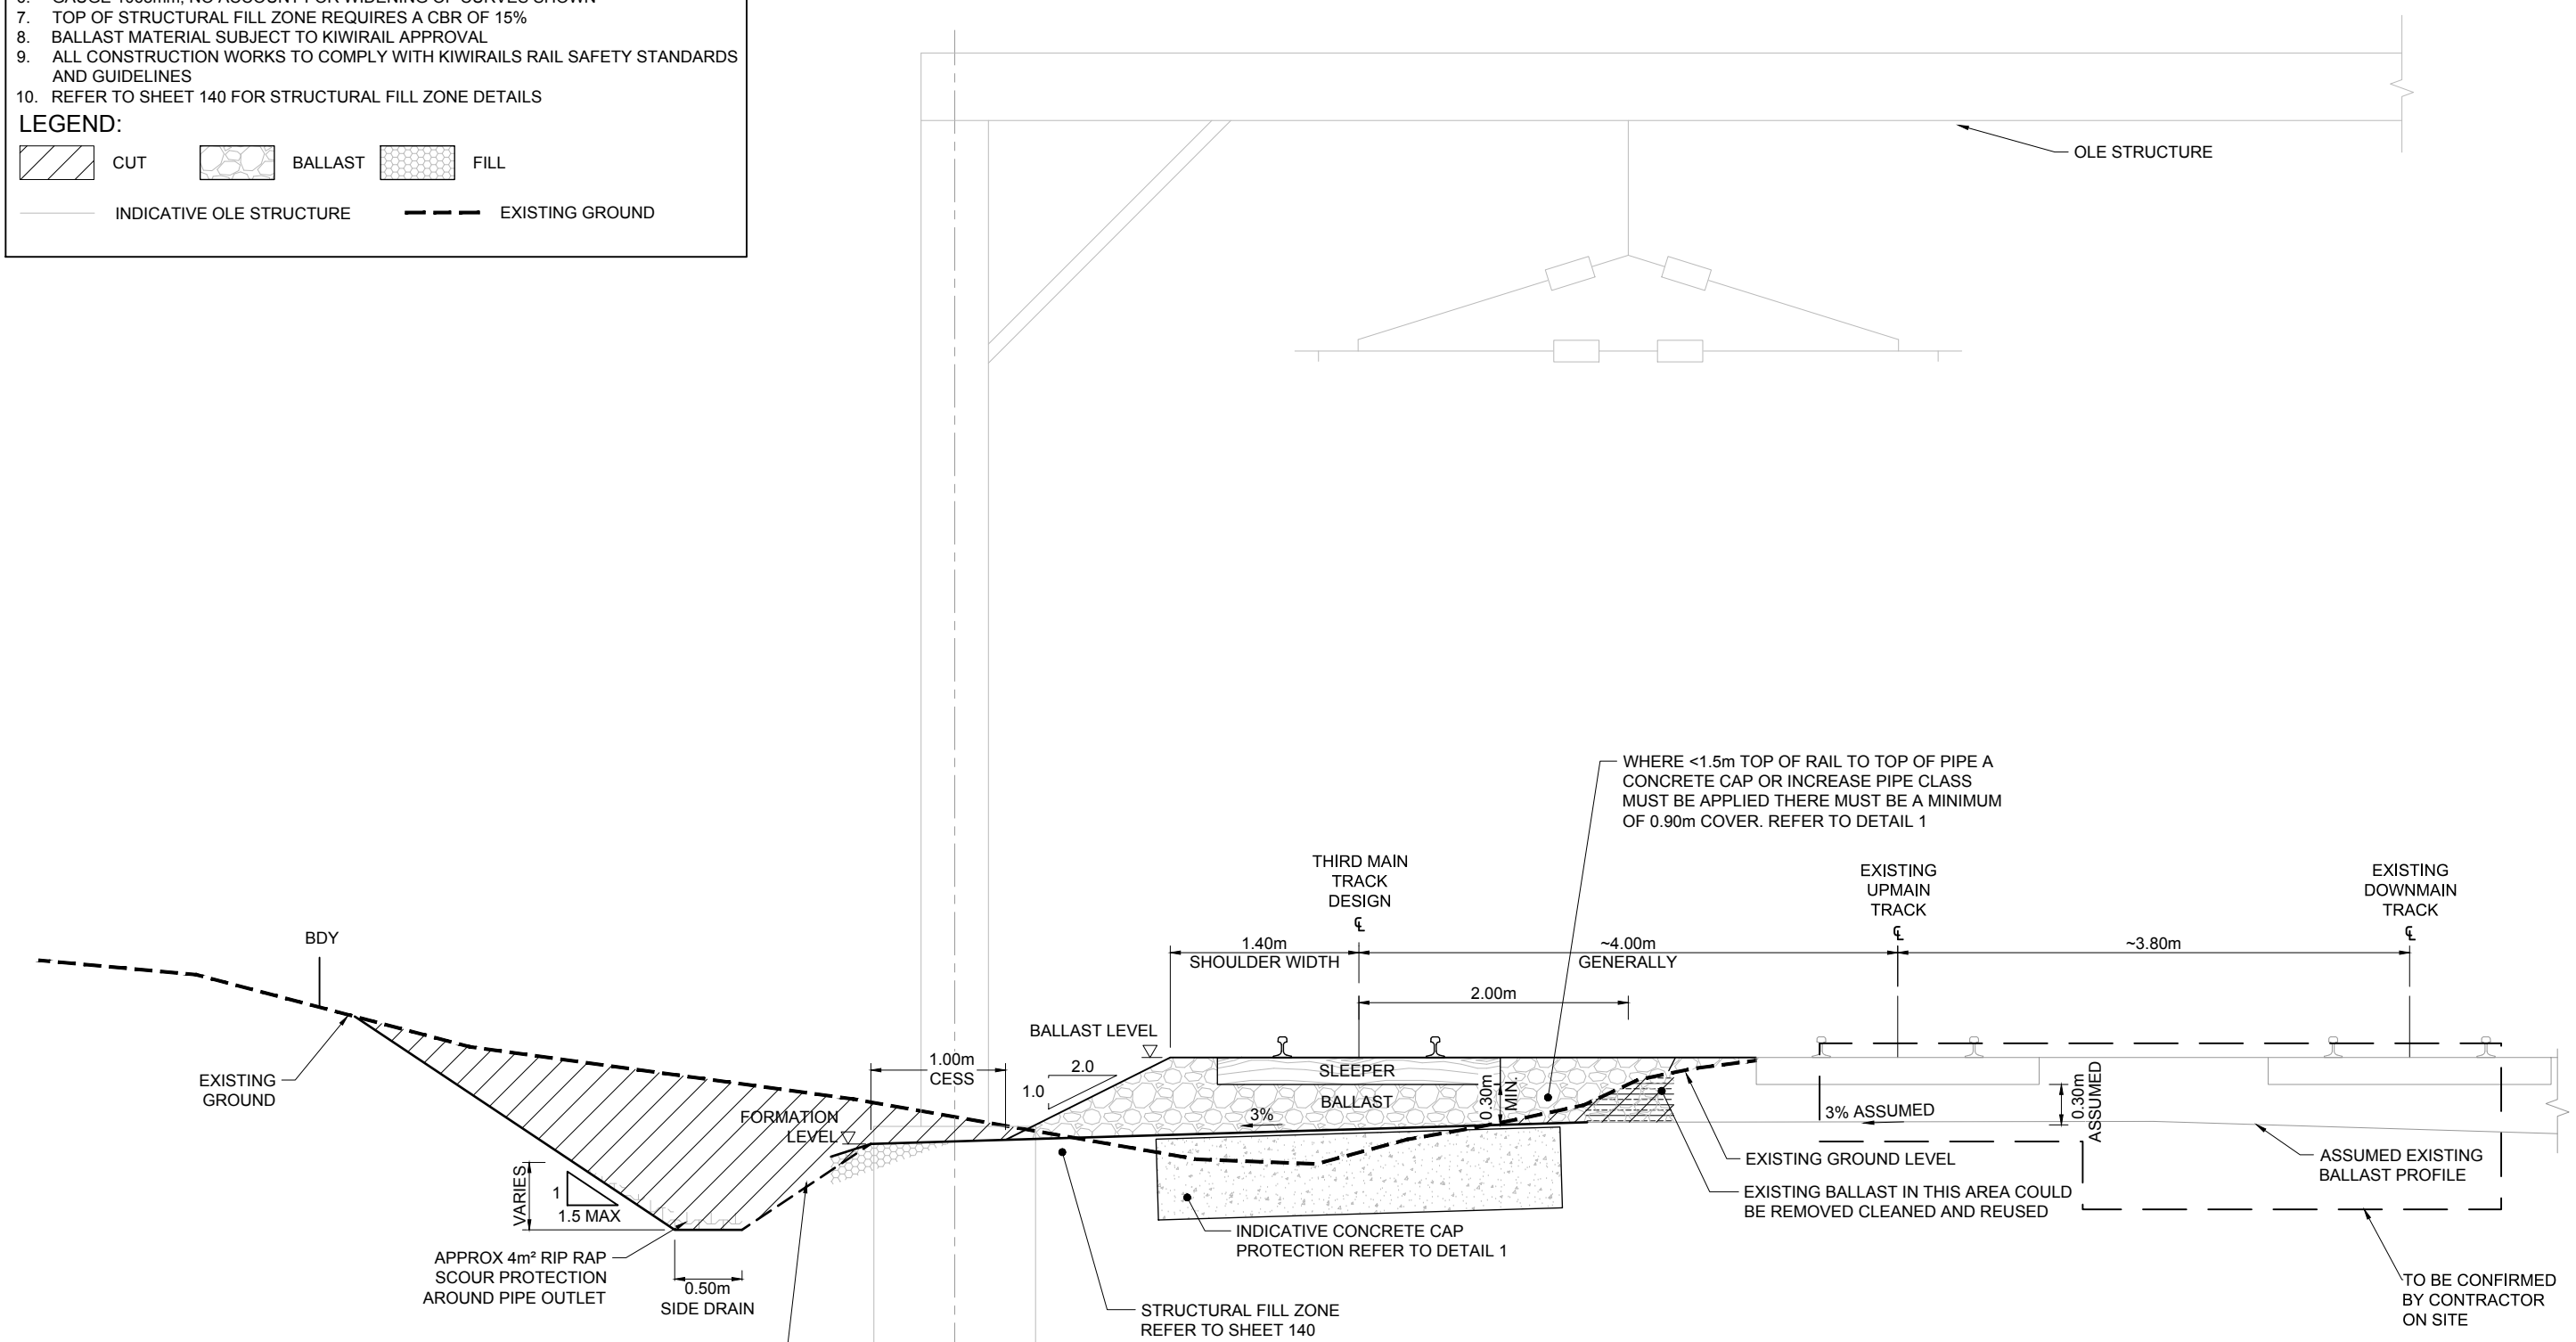 7. TOP OF STRUCTURAL FILL ZONE REQUIRES A CBR OF 15%
8. BALLAST MATERIAL SUBJECT TO KIWIRAIL APPROVAL
9. ALL CONSTRUCTION WORKS TO COMPLY WITH KIWIRAILS RAIL SAFETY STANDARDS
AND GUIDELINES
10. REFER TO SHEET 140 FOR STRUCTURAL FILL ZONE DETAILS
LEGEND:
CUT
BALLAST
FILL
INDICATIVE OLE STRUCTURE
EXISTING GROUND
OLE STRUCTURE
WHERE <1.5m TOP OF RAIL TO TOP OF PIPE A
CONCRETE CAP OR INCREASE PIPE CLASS
MUST BE APPLIED THERE MUST BE A MINIMUM
OF 0.90m COVER. REFER TO DETAIL 1
THIRD MAIN
TRACK
DESIGN
℄
EXISTING
UPMAIN
TRACK
℄
EXISTING
DOWNMAIN
TRACK
℄
BDY
1.40m
SHOULDER WIDTH
~4.00m
GENERALLY
~3.80m
2.00m
BALLAST LEVEL
1.00m
CESS
2.0
1.0
SLEEPER
BALLAST
0.30m
MIN.
3%
3% ASSUMED
0.30m
ASSUMED
EXISTING
GROUND
FORMATION
LEVEL
VARIES
1
1.5 MAX
EXISTING GROUND LEVEL
EXISTING BALLAST IN THIS AREA COULD
BE REMOVED CLEANED AND REUSED
ASSUMED EXISTING
BALLAST PROFILE
INDICATIVE CONCRETE CAP
PROTECTION REFER TO DETAIL 1
APPROX 4m² RIP RAP
SCOUR PROTECTION
AROUND PIPE OUTLET
0.50m
SIDE DRAIN
STRUCTURAL FILL ZONE
REFER TO SHEET 140
TO BE CONFIRMED
BY CONTRACTOR
ON SITE